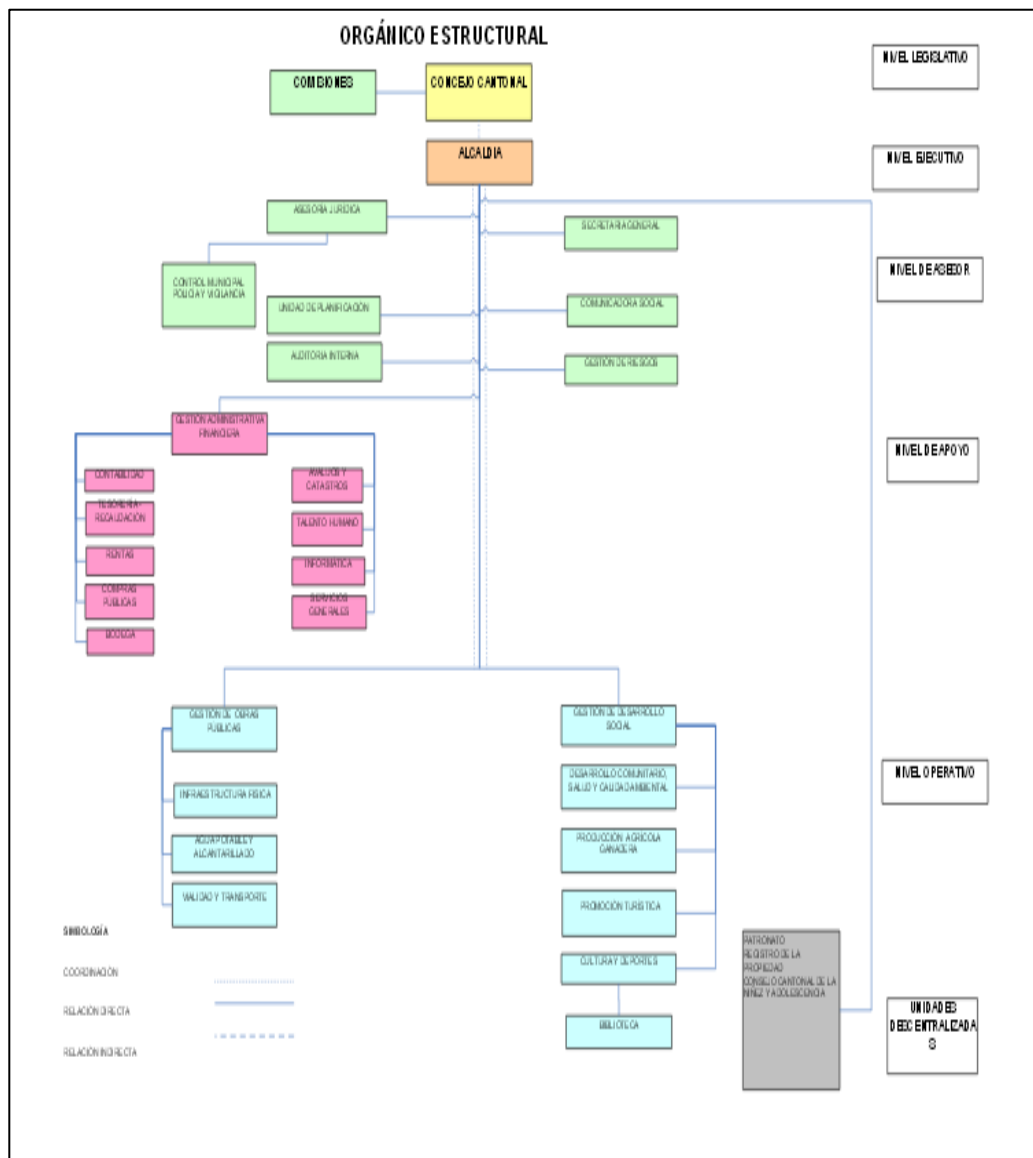 ORGÁNICO ESTRUCTURAL
COMISIONES
CONCEJO CANTONAL
NIVEL LEGISLATIVO
ALCALDIA
NIVEL EJECUTIVO
ASESORIA JURIDICA
SECRETARIA GENERAL
CONTROL MUNICIPAL
POLICIA Y VIGILANCIA
NIVEL DE ASESOR
UNIDAD DE PLANIFICACIÓN
COMUNICADORA SOCIAL
AUDITORIA INTERNA
GESTIÓN DE RIESGOS
GESTIÓN ADMINISTRATIVA
FINANCIERA
NIVEL DE APOYO
CONTABILIDAD
TESORERÍA -
RECAUDACIÓN
RENTAS
COMPRAS
PUBLICAS
BODEGA
AVALUOS Y
CATASTROS
TALENTO HUMANO
INFORMATICA
SERVICIOS
GENERALES
GESTIÓN DE OBRAS
PUBLICAS
INFRAESTRUCTURA FISICA
AGUA POTABLE Y
ALCANTARILLADO
VIALIDAD Y TRANSPORTE
GESTIÓN DE DESARROLLO
SOCIAL
DESARROLLO COMUNITARIO,
SALUD Y CALIDAD AMBIENTAL
PRODUCCIÓN AGRÍCOLA
GANADERA
PROMOCIÓN TURÍSTICA
CULTURA Y DEPORTES
BIBLIOTECA
NIVEL OPERATIVO
PATRONATO
REGISTRO DE LA
PROPIEDAD
CONSEJO CANTONAL DE LA
NIÑEZ Y ADOLESCENCIA
UNIDADES
DESCENTRALIZADA
S
SIMBOLOGÍA
COORDINACIÓN
RELACIÓN DIRECTA
RELACIÓN INDIRECTA